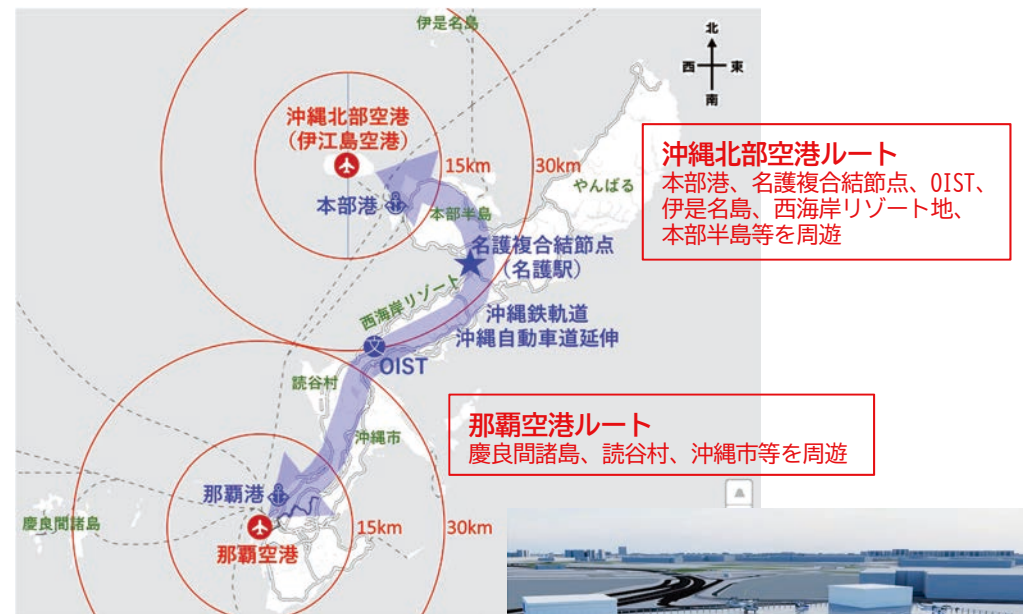 伊是名島
北
西
東
南
沖縄北部空港
（伊江島空港）
15km
30km
やんばる
本部港
本部半島
名護複合結節点
（名護駅）
西海岸リゾート
沖縄鉄軌道
沖縄自動車道延伸
OIST
読谷村
沖縄市
那覇港
慶良間諸島
15km
30km
那覇空港
沖縄北部空港ルート
本部港、名護複合結節点、OIST、
伊是名島、西海岸リゾート地、
本部半島等を周遊
那覇空港ルート
慶良間諸島、読谷村、沖縄市等を周遊